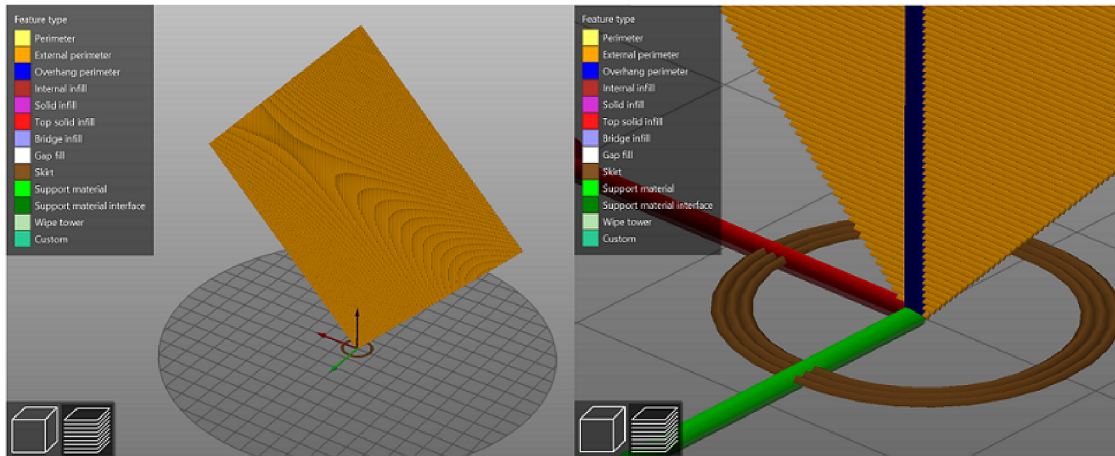 Feature type
Perimeter
External perimeter
Overhang perimeter
Internal infill
Solid infill
Top solid infill
Bridge infill
Gap fill
Skirt
Support material
Support material interface
Wipe tower
Custom
Feature type
Perimeter
External perimeter
Overhang perimeter
Internal infill
Solid infill
Top solid infill
Bridge infill
Gap fill
Skirt
Support material
Support material interface
Wipe tower
Custom